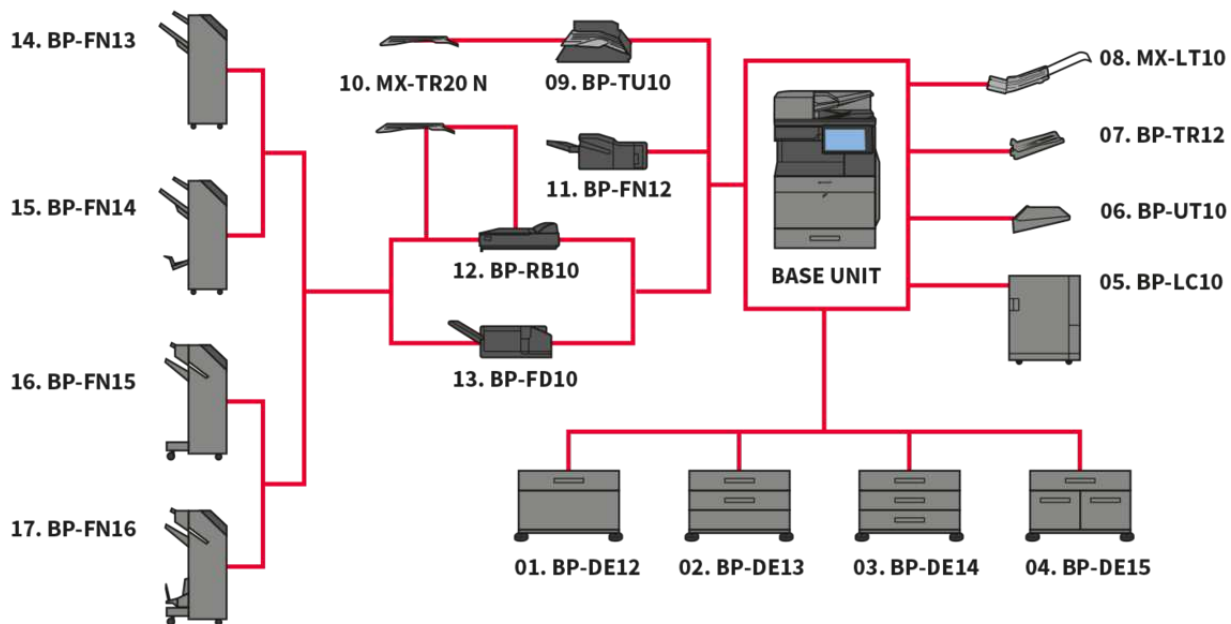 14. BP-FN13
10. MX-TR20 N
09. BP-TU10
08. MX-LT10
11. BP-FN12
07. BP-TR12
15. BP-FN14
06. BP-UT10
12. BP-RB10
BASE UNIT
05. BP-LC10
16. BP-FN15
13. BP-FD10
17. BP-FN16
01. BP-DE12
02. BP-DE13
03. BP-DE14
04. BP-DE15